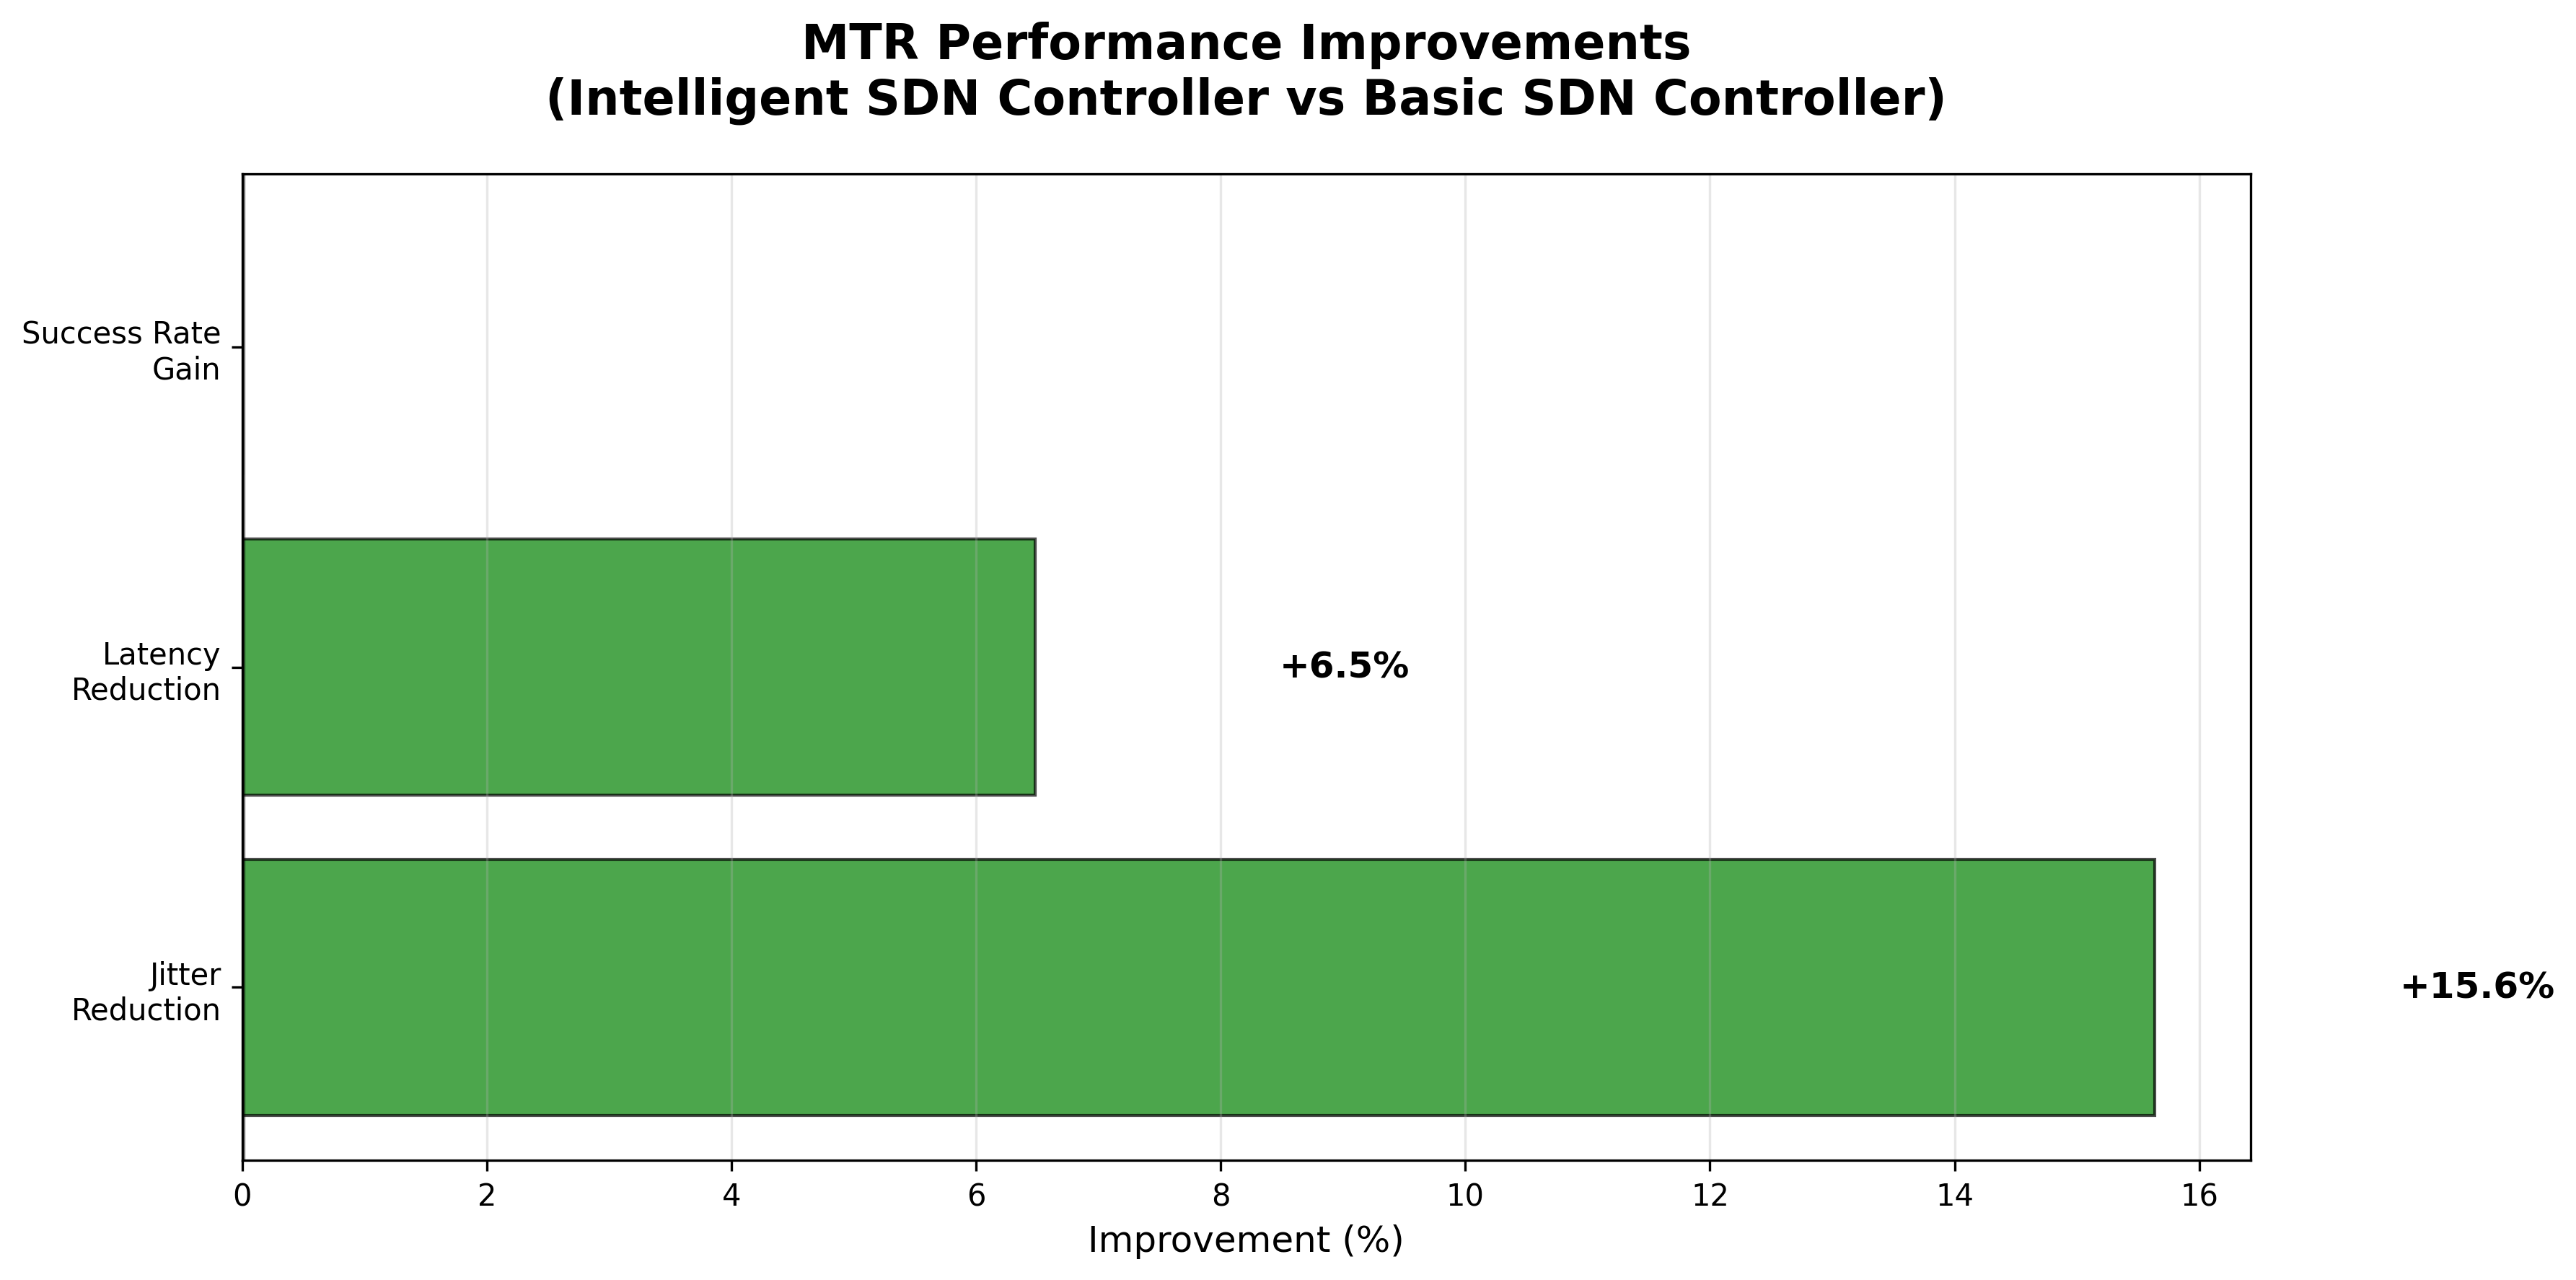 MTR Performance Improvements
(Intelligent SDN Controller vs Basic SDN Controller)
Success Rate
Gain
Latency
Reduction
+6.5%
Jitter
Reduction
+15.6%
0 2 4 6 8 10 12 14 16
Improvement (%)